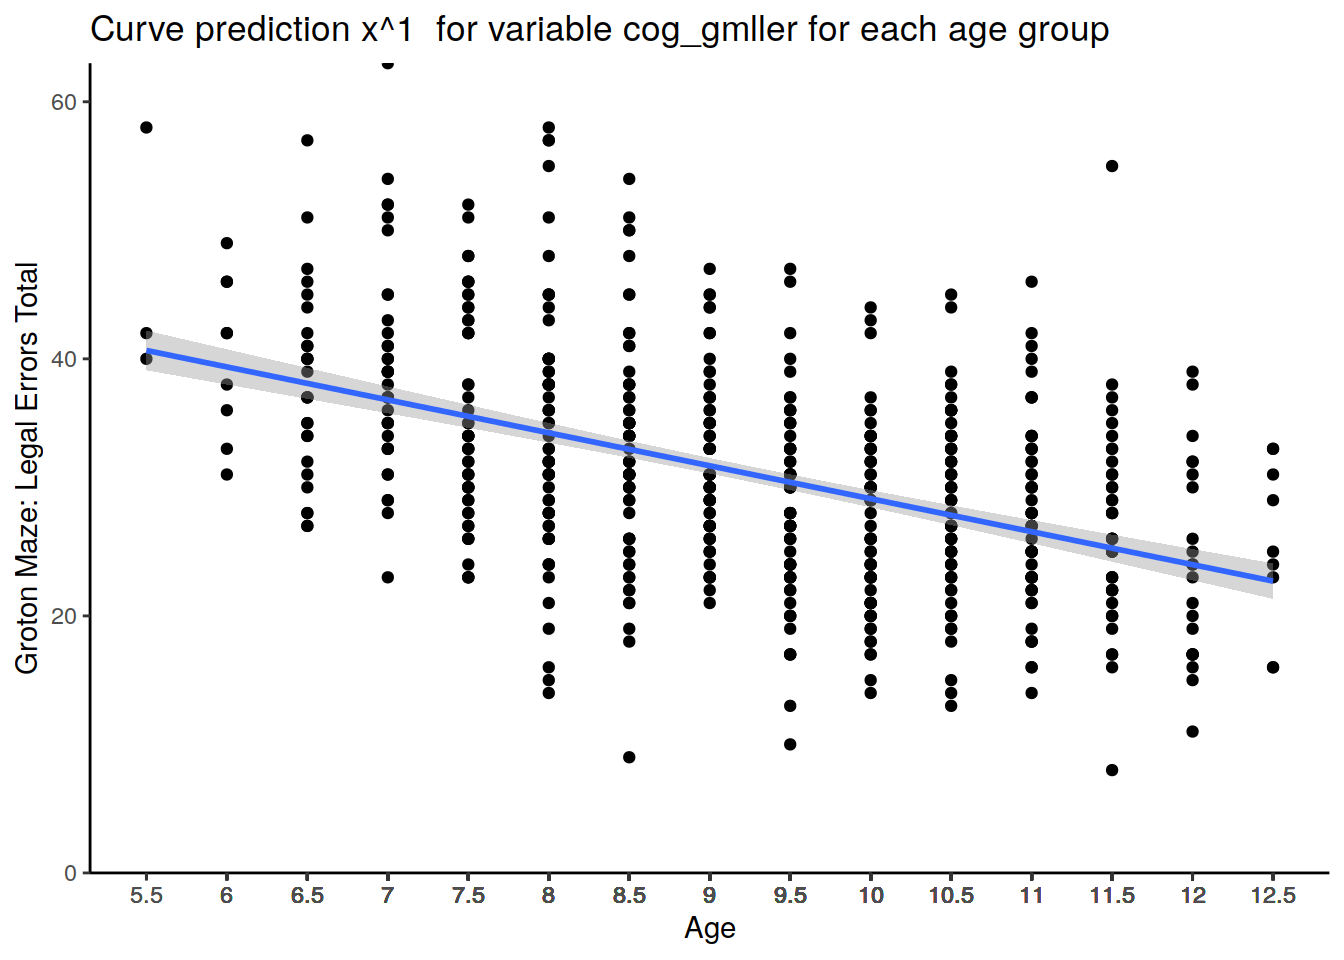 Curve prediction x^1  for variable cog_gmller for each age group
Groton Maze: Legal Errors Total
60
40
20
0
5.5 6 6.5 7 7.5 8 8.5 9 9.5 10 10.5 11 11.5 12 12.5
Age